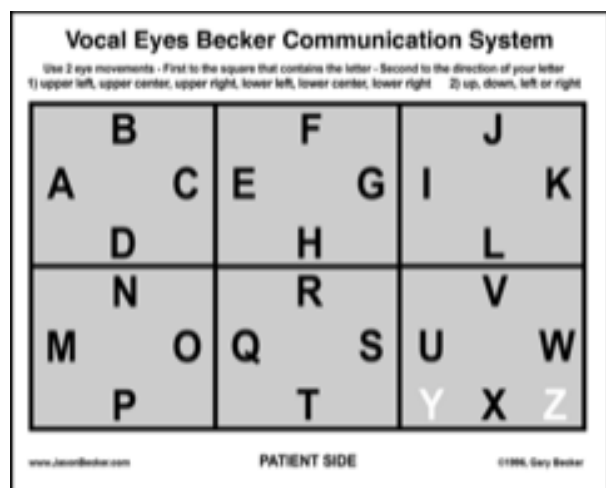 Vocal Eyes Becker Communication System
Use 2 eye movements - First to the square that contains the letter - Second to the direction of your letter
1) upper left, upper center, upper right, lower left, lower center, lower right 2) up, down, left or right
B F J
A C E G I K
D H L
N R V
M O Q S U W
P T Y X Z
www.JasonBecker.com PATIENT SIDE ©1996, Gary Becker